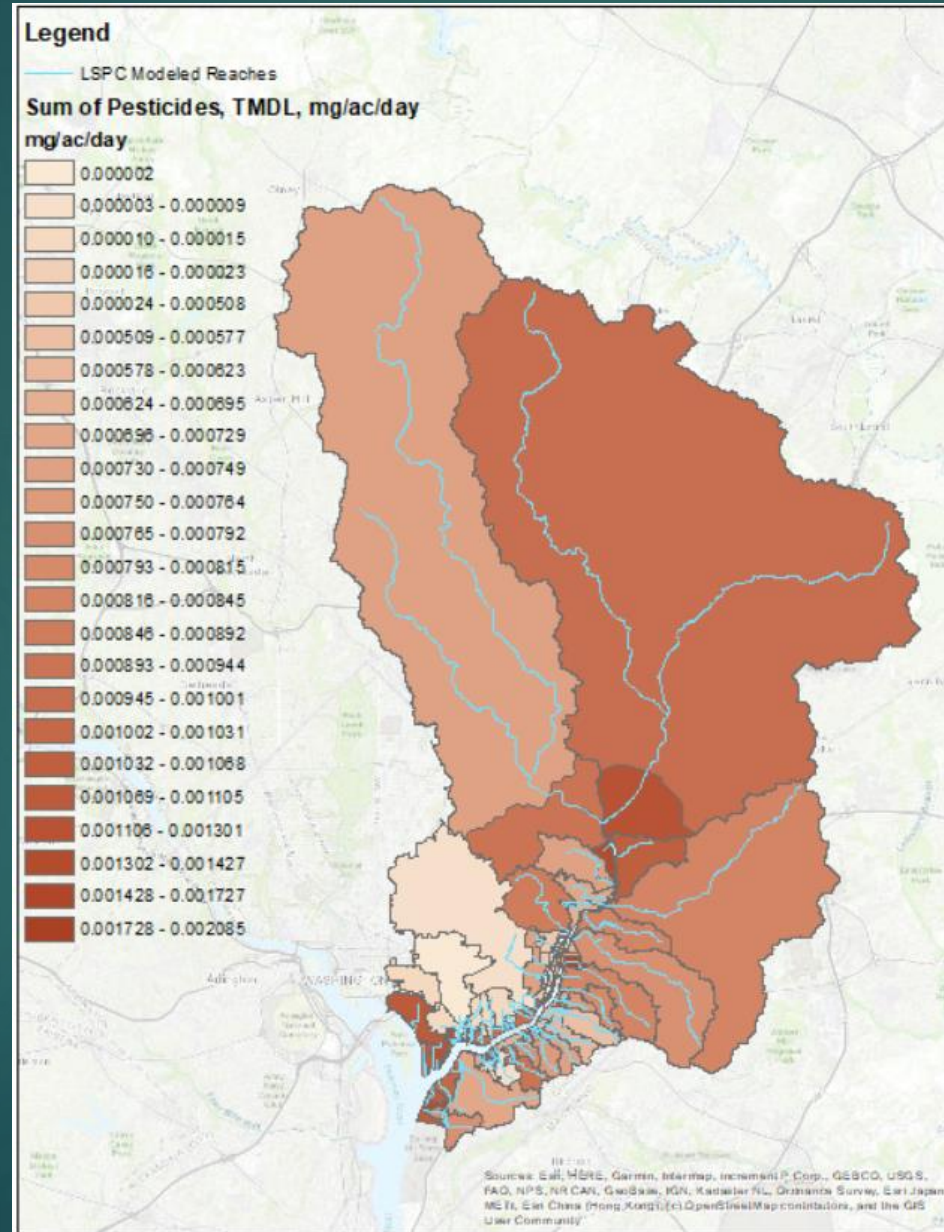 Legend
LSPC Modeled Reaches
Sum of Pesticides, TMDL, mg/ac/day
mg/ac/day
0.000002
0.000003 - 0.000009
0.000010 - 0.000015
0.000016 - 0.000023
0.000024 - 0.000508
0.000509 - 0.000577
0.000578 - 0.000623
0.000624 - 0.000695
0.000696 - 0.000729
0.000730 - 0.000749
0.000750 - 0.000764
0.000765 - 0.000792
0.000793 - 0.000815
0.000816 - 0.000845
0.000846 - 0.000892
0.000893 - 0.000944
0.000945 - 0.001001
0.001002 - 0.001031
0.001032 - 0.001068
0.001069 - 0.001105
0.001106 - 0.001301
0.001302 - 0.001427
0.001428 - 0.001727
0.001728 - 0.002085
Olney
Aspen Hill
Laurel
Bethesda
Arlington
WASHINGTON
Sources: Esri, HERE, Garmin, Intermap, increment P Corp., GEBCO, USGS,
FAO, NPS, NRCAN, GeoBase, IGN, Kadaster NL, Ordnance Survey, Esri Japan,
METI, Esri China (Hong Kong), (c) OpenStreetMap contributors, and the GIS
User Community